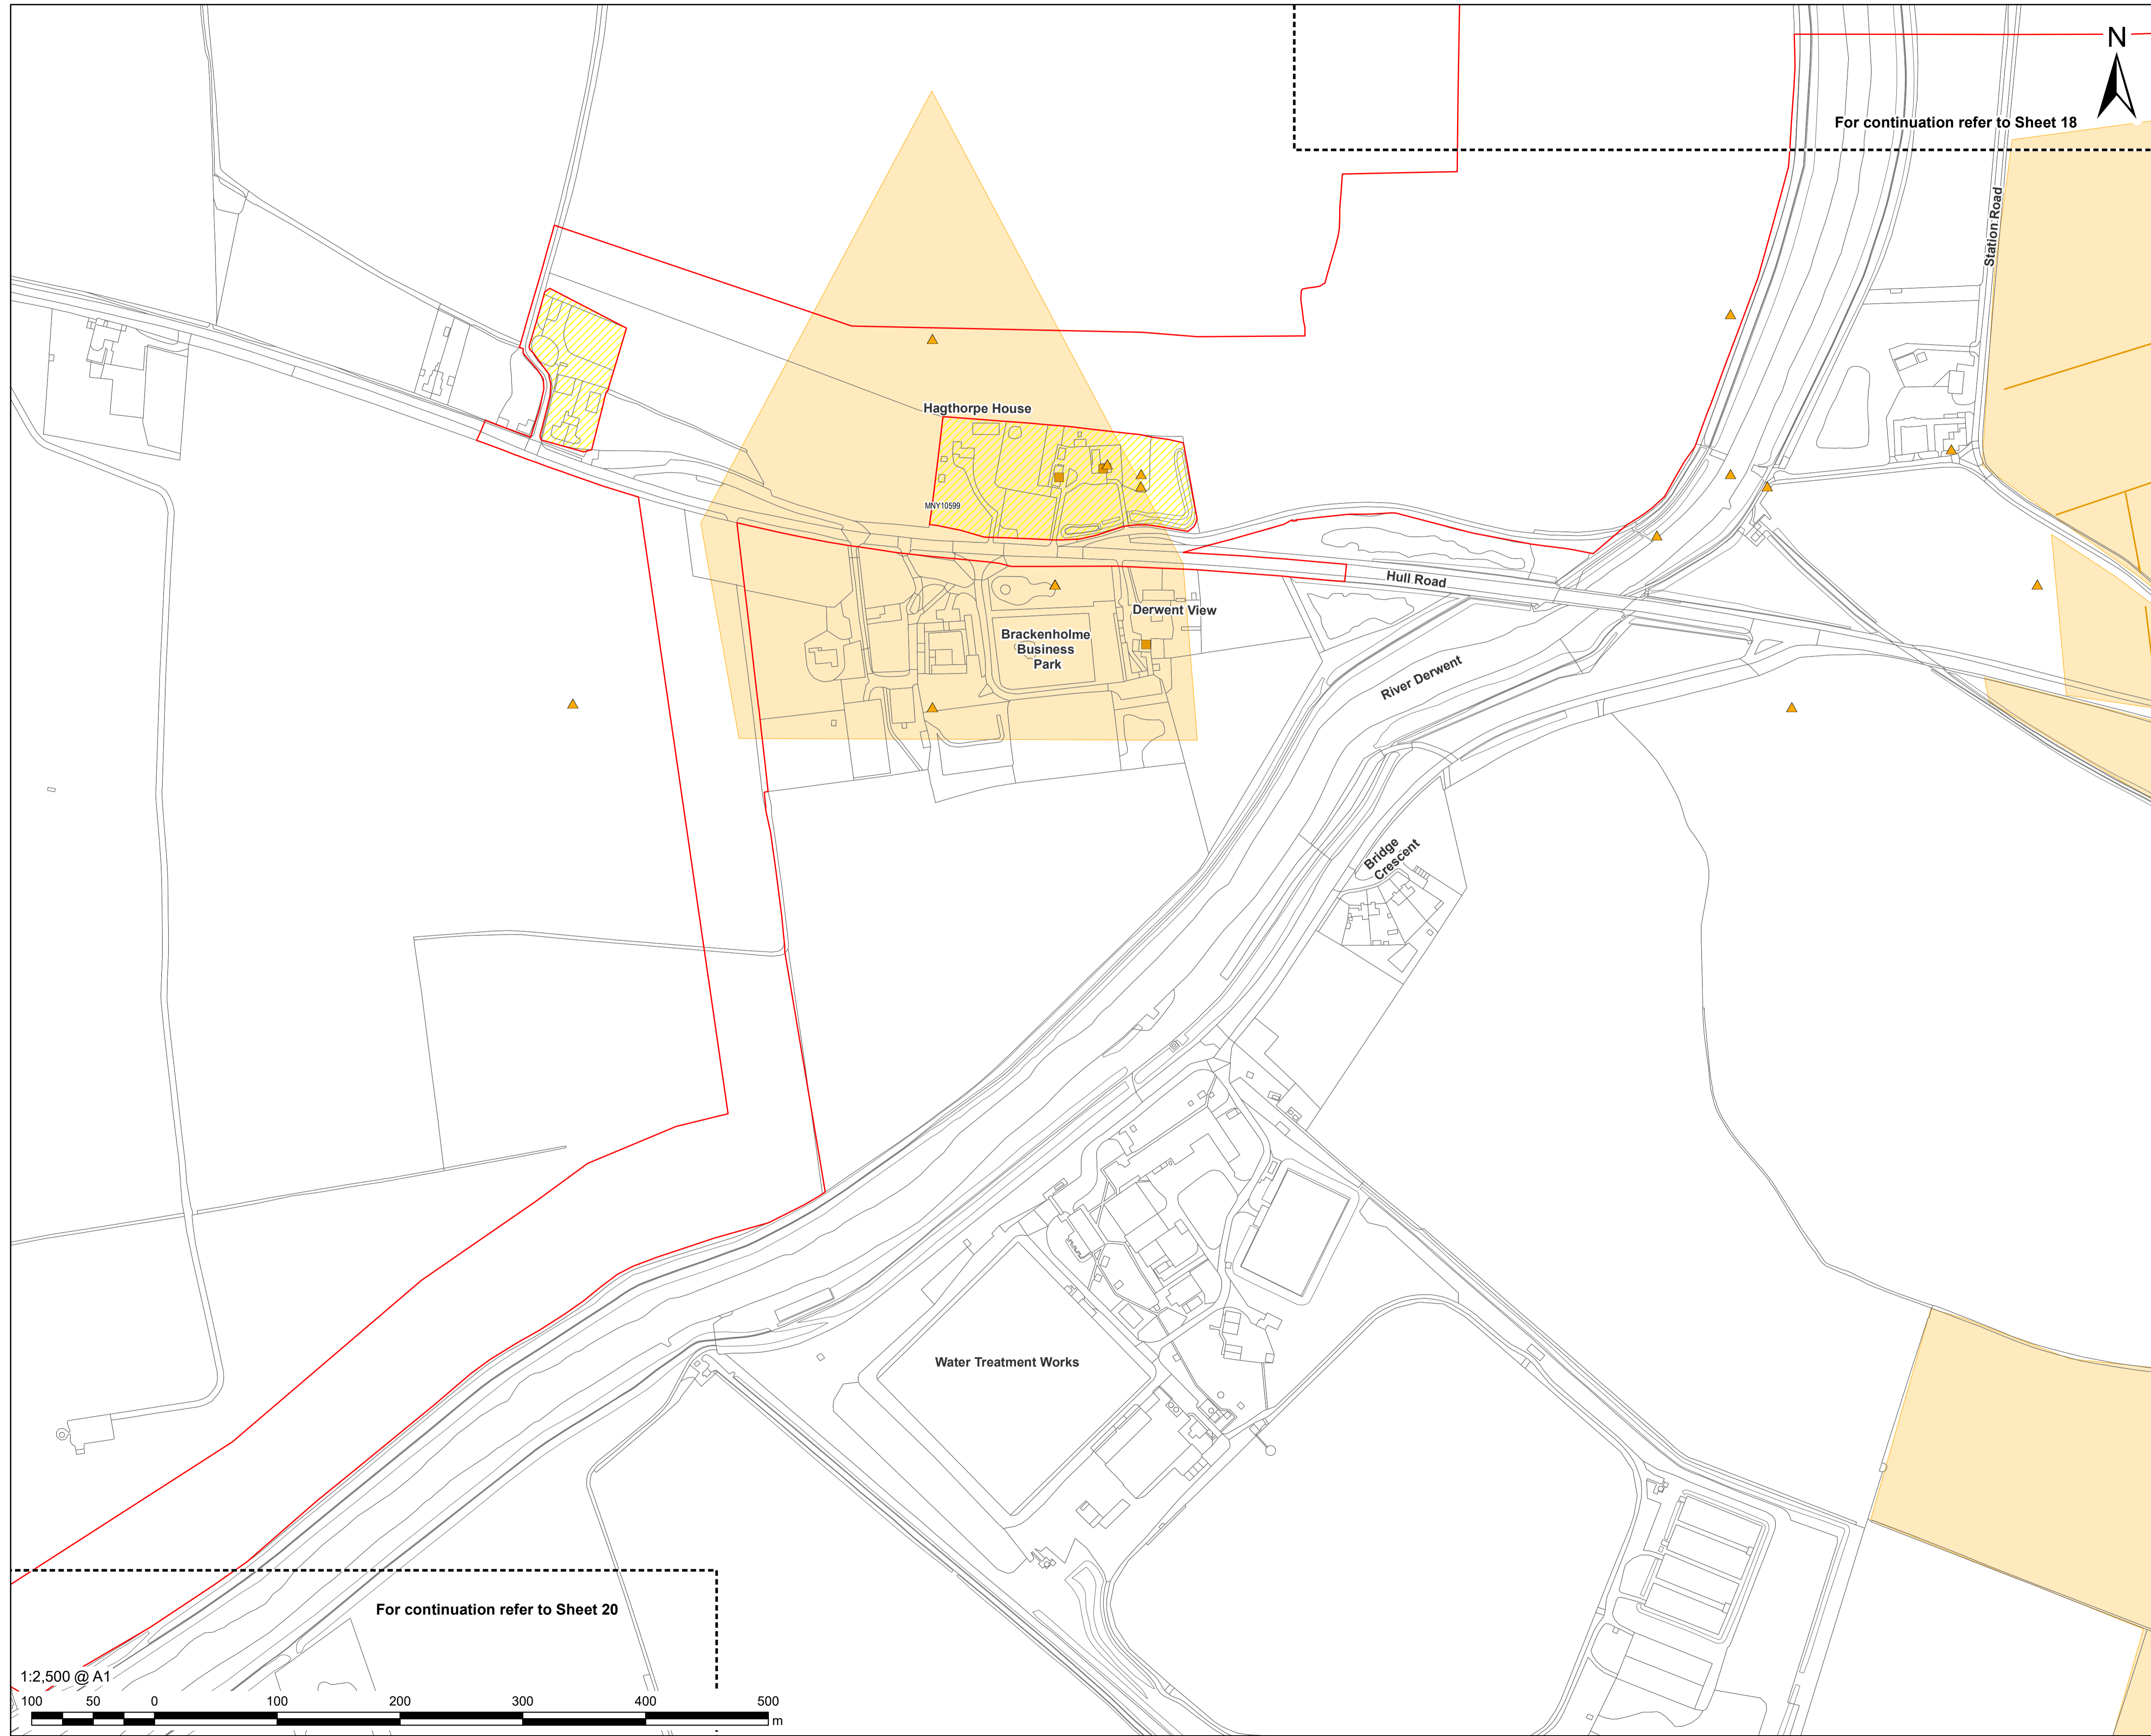 N
For continuation refer to Sheet 18
Station Road
Hagthorpe House
MNY10599
Hull Road
Derwent View
Brackenholme
Business
Park
River Derwent
Bridge
Crescent
Water Treatment Works
For continuation refer to Sheet 20
1:2,500 @ A1
100 50 0 100 200 300 400 500
m